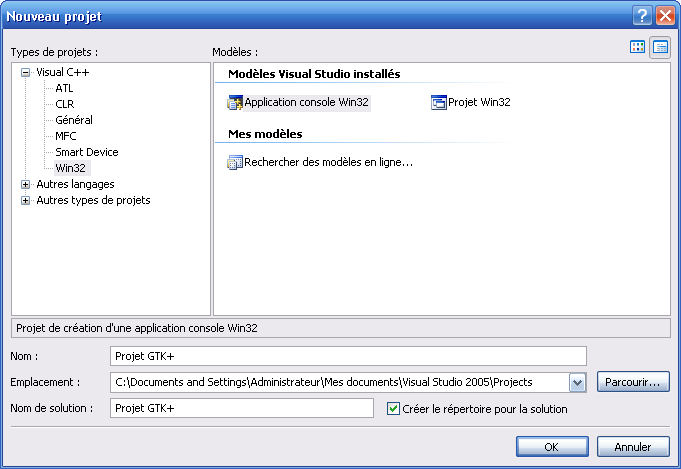 Nouveau projet
Types de projets :
Modèles :
Visual C++
ATL
CLR
Général
MFC
Smart Device
Win32
Autres langages
Autres types de projets
Modèles Visual Studio installés
Application console Win32
Projet Win32
Mes modèles
Rechercher des modèles en ligne...
Projet de création d'une application console Win32
Nom :
Projet GTK+
Emplacement :
C:\Documents and Settings\Administrateur\Mes documents\Visual Studio 2005\Projects
Parcourir...
Nom de solution :
Projet GTK+
Créer le répertoire pour la solution
OK
Annuler